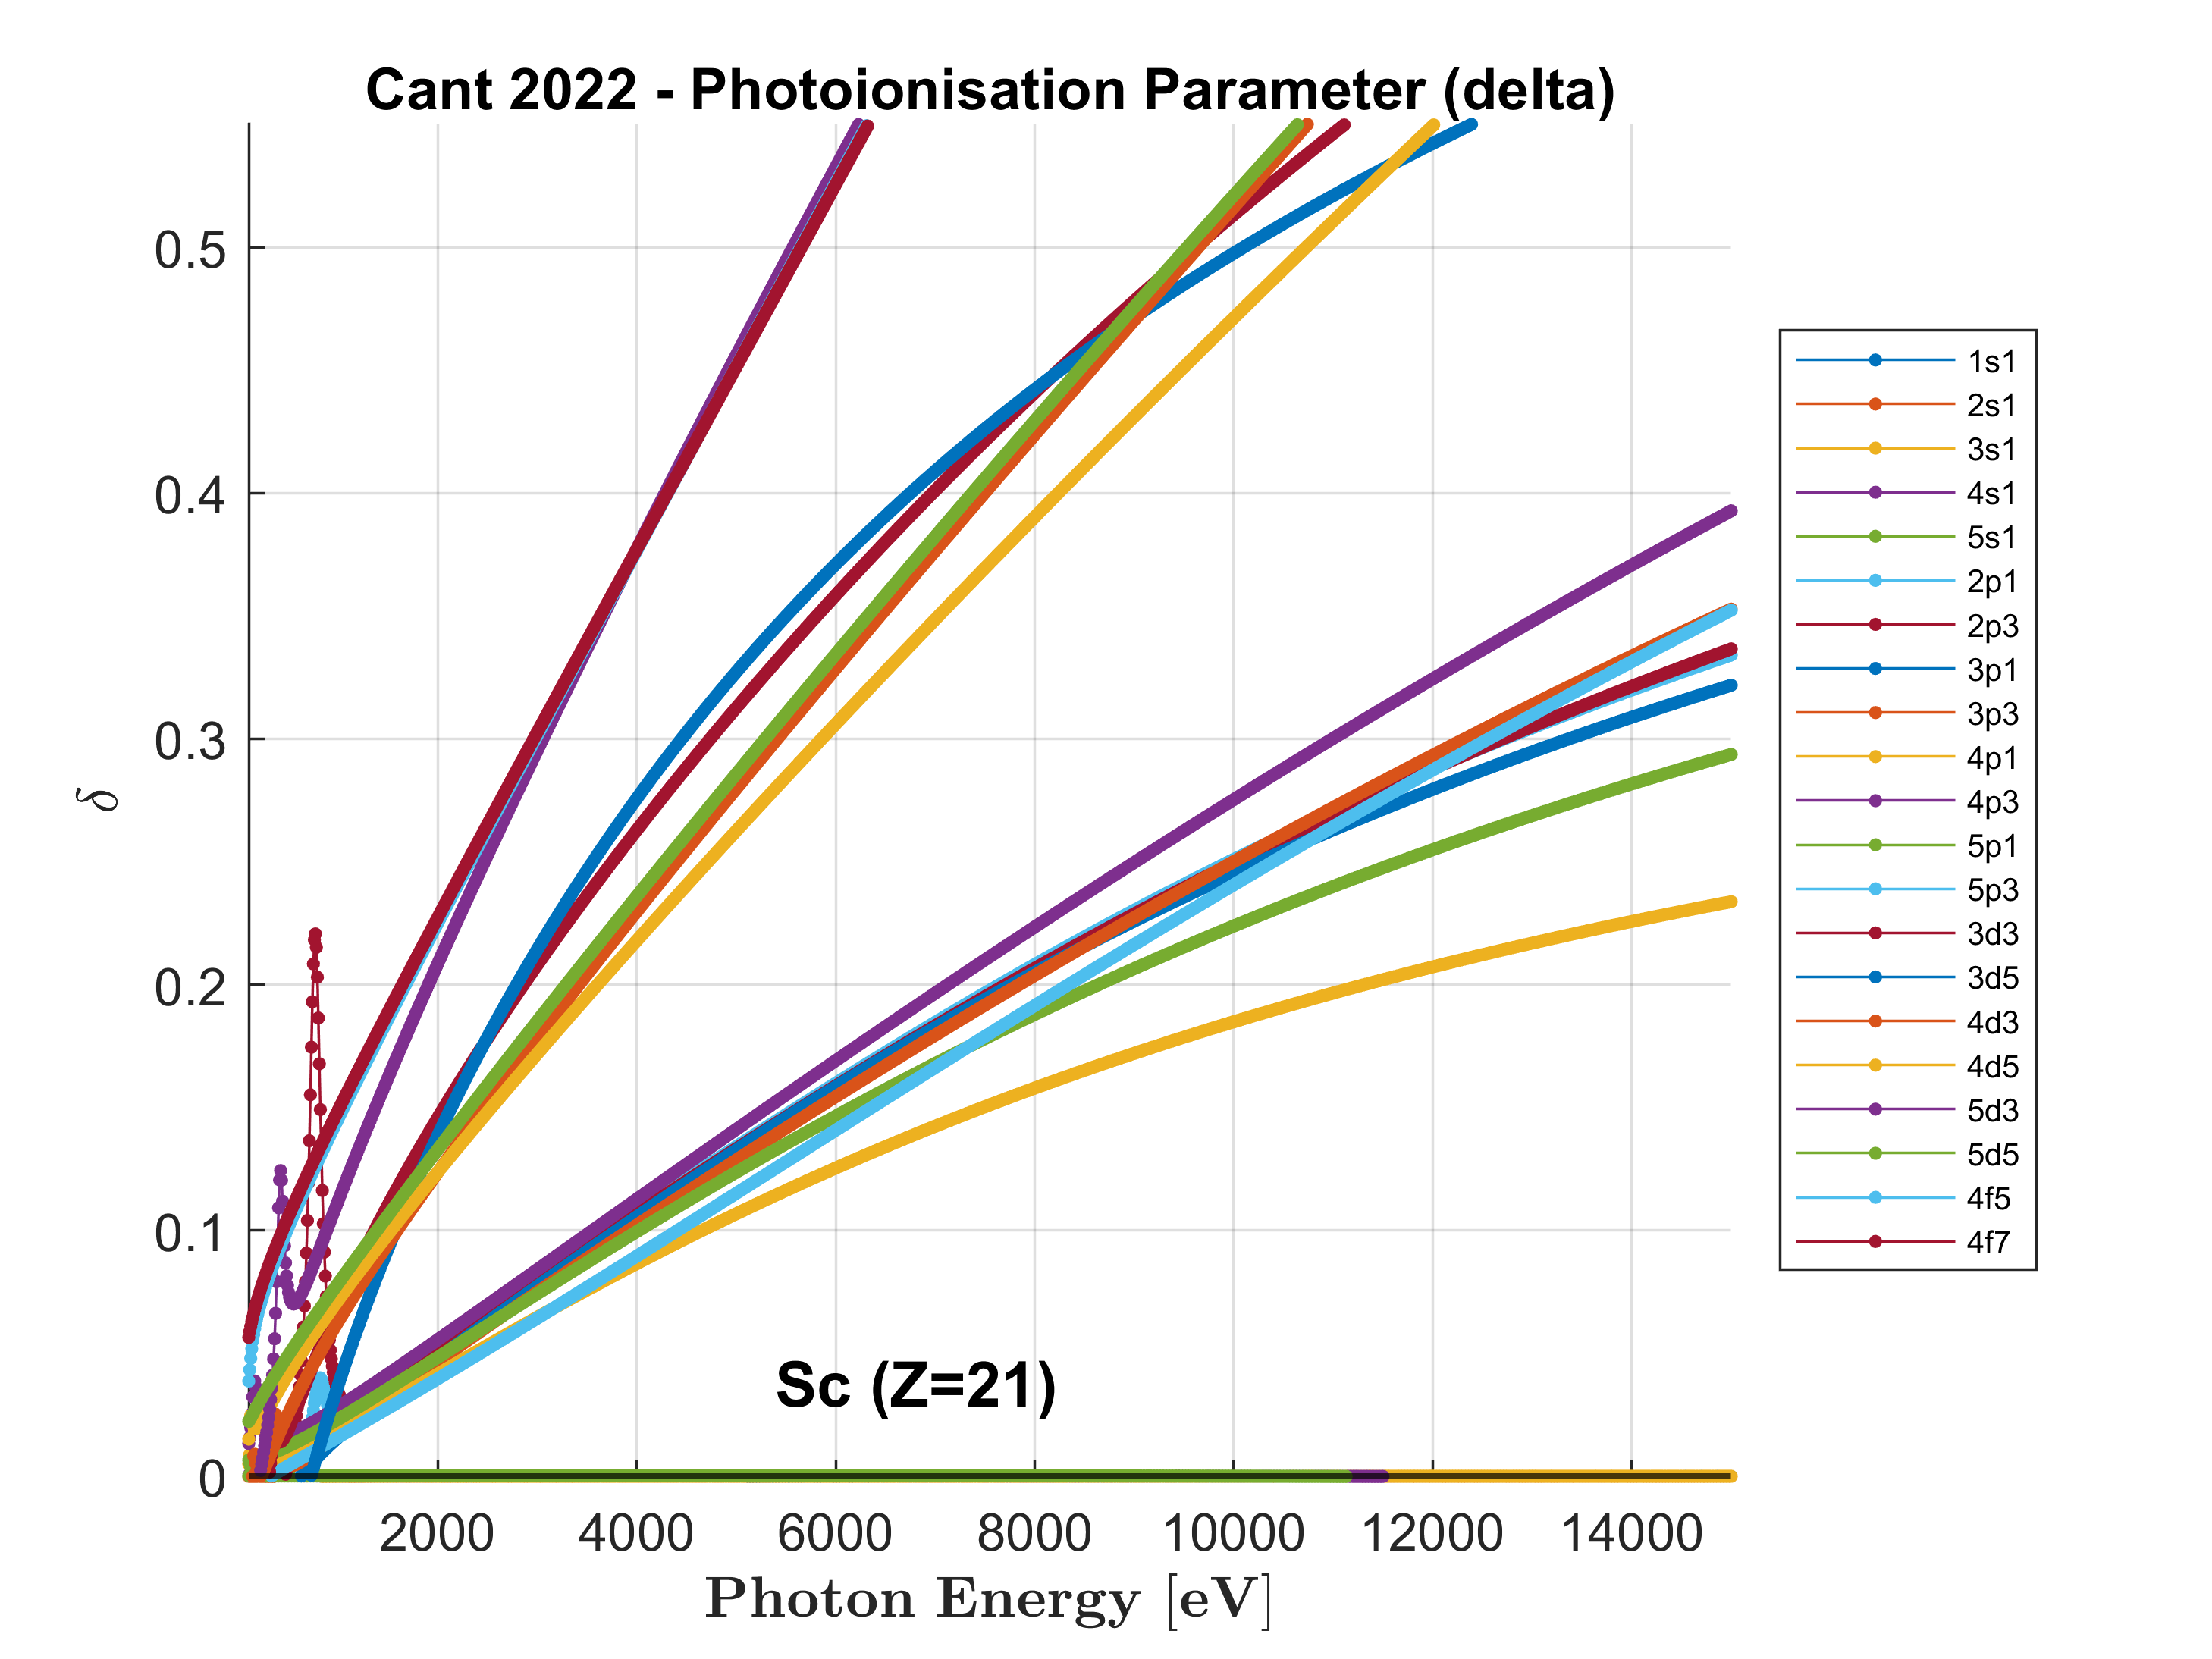 Cant 2022 - Photoionisation Parameter (delta)
0.5
0.4
0.3
0.2
0.1
0
δ
2000 4000 6000 8000 10000 12000 14000
Photon Energy [eV]
Sc (Z=21)
1s1
2s1
3s1
4s1
5s1
2p1
2p3
3p1
3p3
4p1
4p3
5p1
5p3
3d3
3d5
4d3
4d5
5d3
5d5
4f5
4f7